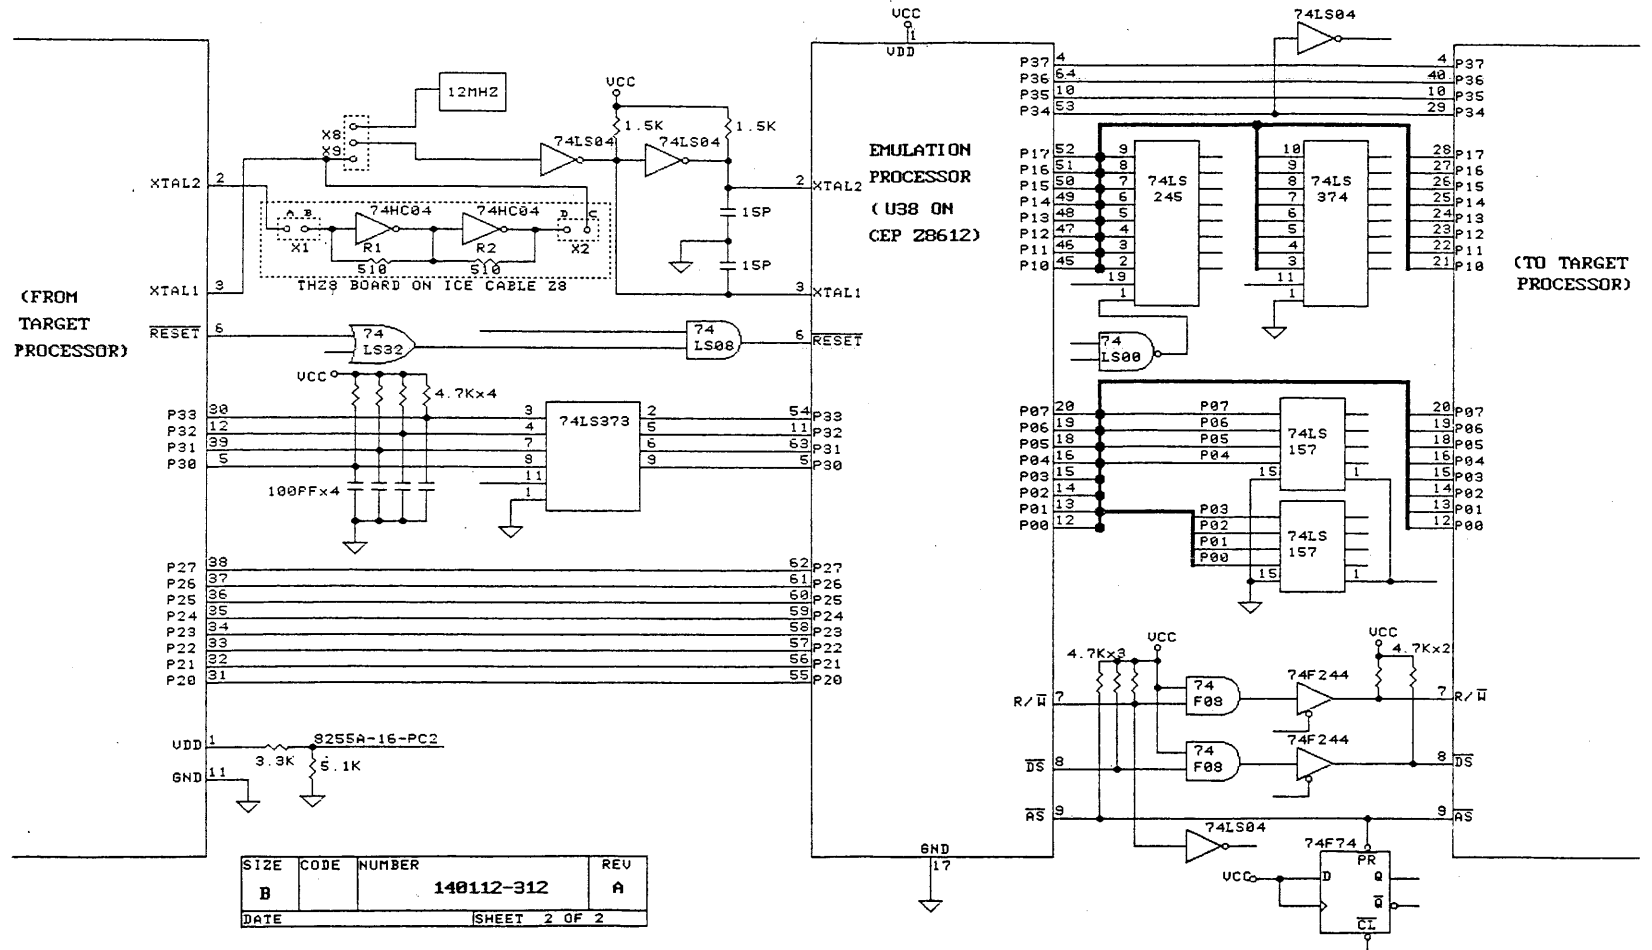 VCC
1
VDD
74LS04
12MHZ
VCC
1.5K
1.5K
X8
X9
74LS04
74LS04
XTAL2 2
2 XTAL2
A B
74HC04
74HC04
D C
X1
R1
R2
X2
510
510
15P
15P
TH28 BOARD ON ICE CABLE Z8
XTAL1 3
3 XTAL1
(FROM
TARGET
PROCESSOR)
RESET 6
74
LS32
74
LS08
6 RESET
EMULATION
PROCESSOR
(U38 ON
CEP Z8612)
VCC
4.7Kx4
P33 30
3
74LS373
2
54 P33
P32 12
4
5
11 P32
P31 39
7
6
63 P31
P30 5
8
9
5 P30
11
1
100PFx4
P27 38
62 P27
P26 37
61 P26
P25 36
60 P25
P24 35
59 P24
P23 34
58 P23
P22 33
57 P22
P21 32
56 P21
P20 31
55 P20
VDD 1
8255A-16-PC2
3.3K
5.1K
GND 11
P37 4
4 P37
P36 64
40 P36
P35 10
10 P35
P34 53
29 P34
P17 52
9
10
28 P17
P16 51
8
9
27 P16
P15 50
7
8
26 P15
P14 49
6
7
25 P14
P13 48
5
6
24 P13
P12 47
4
5
23 P12
P11 46
3
4
22 P11
P10 45
2
3
21 P10
74LS
245
74LS
374
19
1
11
1
74
LS00
(TO TARGET
PROCESSOR)
P07 20
P07
20 P07
P06 19
P06
19 P06
P05 18
P05
18 P05
P04 16
P04
16 P04
P03 15
15
1
15 P03
P02 14
14 P02
P01 13
13 P01
P00 12
12 P00
74LS
157
P03
P02
P01
P00
74LS
157
15
1
VCC
4.7Kx3
VCC
4.7Kx2
R/W 7
74
F08
74F244
7 R/W
DS 8
74
F08
74F244
8 DS
AS 9
9 AS
74LS04
74F74
PR
VCC
D
Q
Q
CL
GND
17
SIZE
B
CODE
NUMBER
140112-312
REV
A
DATE
SHEET 2 OF 2